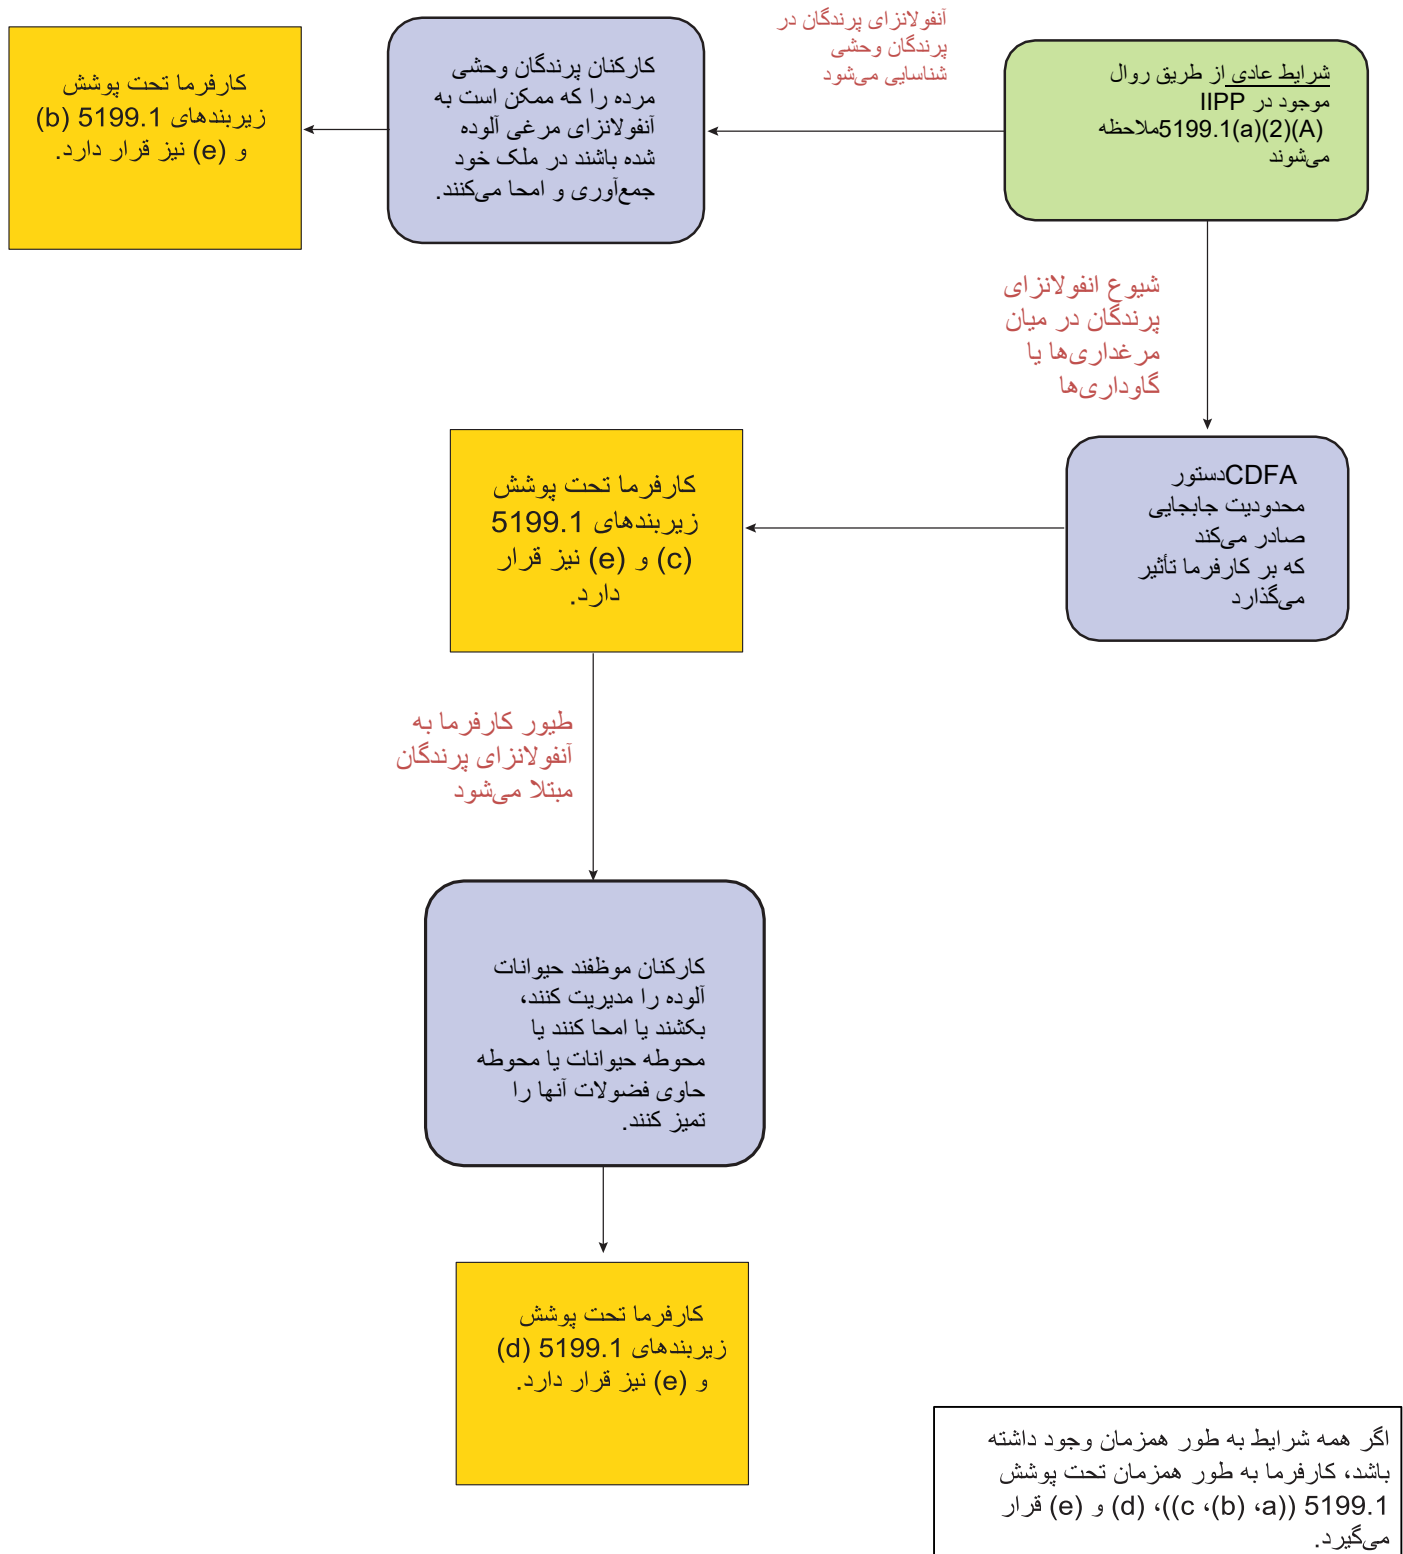 شرایط عادی از طریق روال
موجود در IIPP
5199.1(a)(2)(A)ملاحظه
می‌شوند
آنفولانزای پرندگان در
پرندگان وحشی
شناسایی می‌شود
کارکنان پرندگان وحشی
مرده را که ممکن است به
آنفولانزای مرغی آلوده
شده باشند در ملک خود
جمع‌آوری و امحا می‌کنند.
کارفرما تحت پوشش
زیربندهای 5199.1 (b)
و (e) نیز قرار دارد.
شیوع انفولانزای
پرندگان در میان
مرغداری‌ها یا
گاوداری‌ها
CDFAدستور
محدودیت جابجایی
صادر می‌کند
که بر کارفرما تأثیر
می‌گذارد
کارفرما تحت پوشش
زیربندهای 5199.1
(c) و (e) نیز قرار
دارد.
طیور کارفرما به
آنفولانزای پرندگان
مبتلا می‌شود
کارکنان موظفند حیوانات
آلوده را مدیریت کنند،
بکشند یا امحا کنند یا
محوطه حیوانات یا محوطه
حاوی فضولات آنها را
تمیز کنند.
کارفرما تحت پوشش
زیربندهای 5199.1 (d)
و (e) نیز قرار دارد.
اگر همه شرایط به طور همزمان وجود داشته
باشد، کارفرما به طور همزمان تحت پوشش
5199.1 ((a، (b)، c))، (d) و (e) قرار
می‌گیرد.